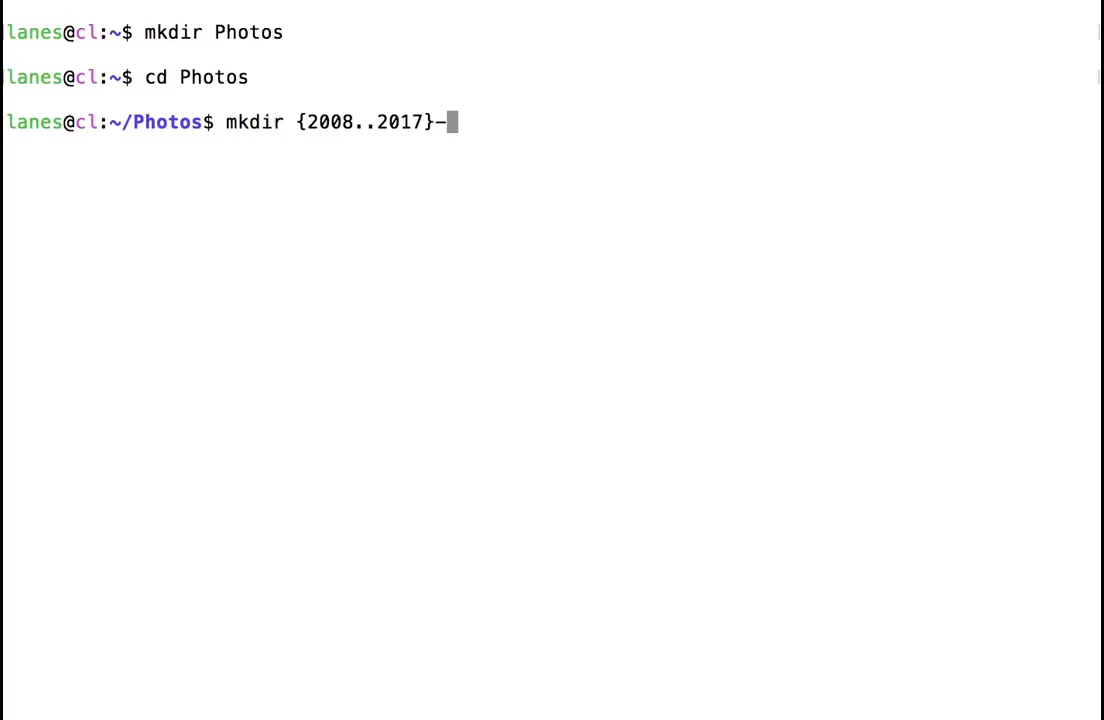 lanes@cl:~$ mkdir Photos
lanes@cl:~$ cd Photos
lanes@cl:~/Photos$ mkdir {2008..2017}-